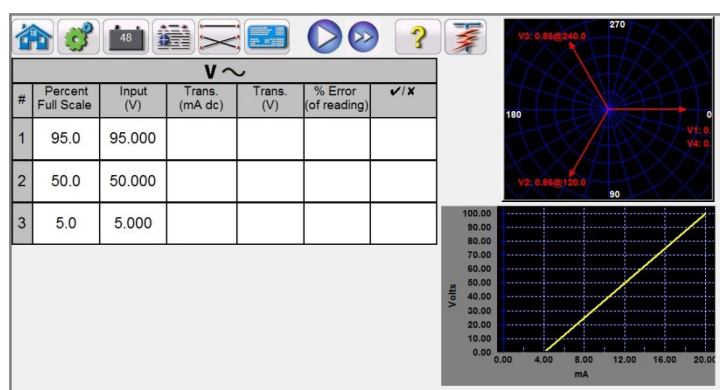 48
V ~
# Percent Full Scale Input (V) Trans. (mA dc) Trans. (V) % Error (of reading) ✔/✘
1 95.0 95.000
2 50.0 50.000
3 5.0 5.000
270
V3: 0.86@240.0
180
0
V1: 0.
V4: 0.
V2: 0.86@120.0
90
100.00
90.00
80.00
70.00
60.00
50.00
40.00
30.00
20.00
10.00
0.00
Volts
0.00 4.00 8.00 12.00 16.00 20.00
mA